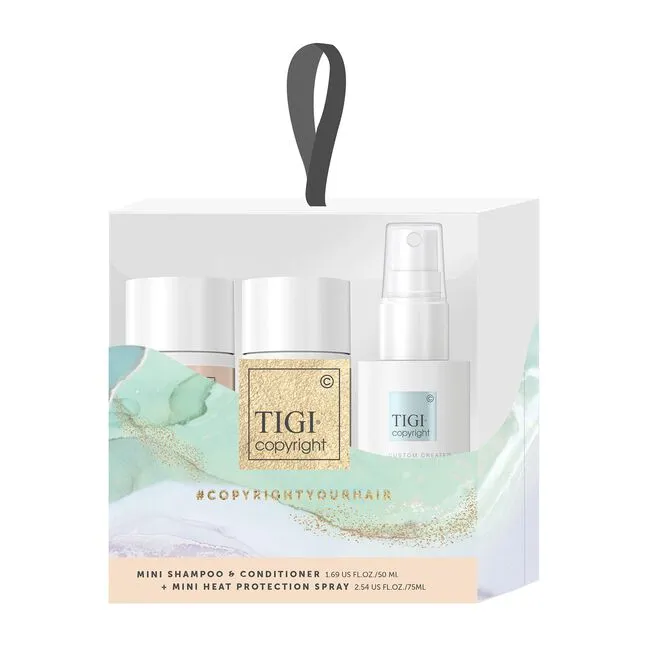 ©
TIGI®
copyright
©
TIGI®
copyright
CUSTOM CREATED
#COPYRIGHTYOURHAIR
MINI SHAMPOO & CONDITIONER 1.69 US FL.OZ./50 ML
+ MINI HEAT PROTECTION SPRAY 2.54 US FL.OZ./75ML